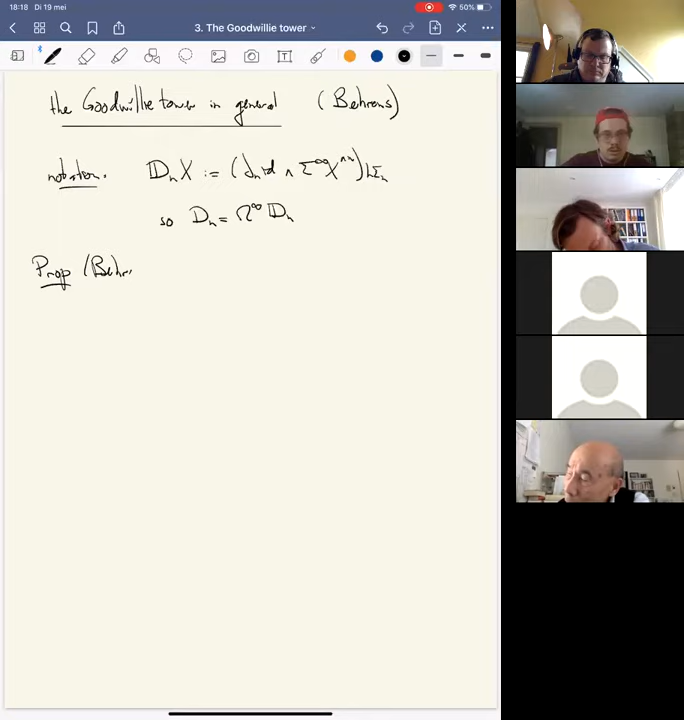 18:18 Di 19 mei
50%
3. The Goodwillie tower
the Goodwillie tower in general (Behrens)
notation. 𝔻ₙX := (∂ₙid ∧ Σ^∞X^∧n)hΣₙ
so Dₙ = Ω^∞ 𝔻ₙ
Prop (Behr